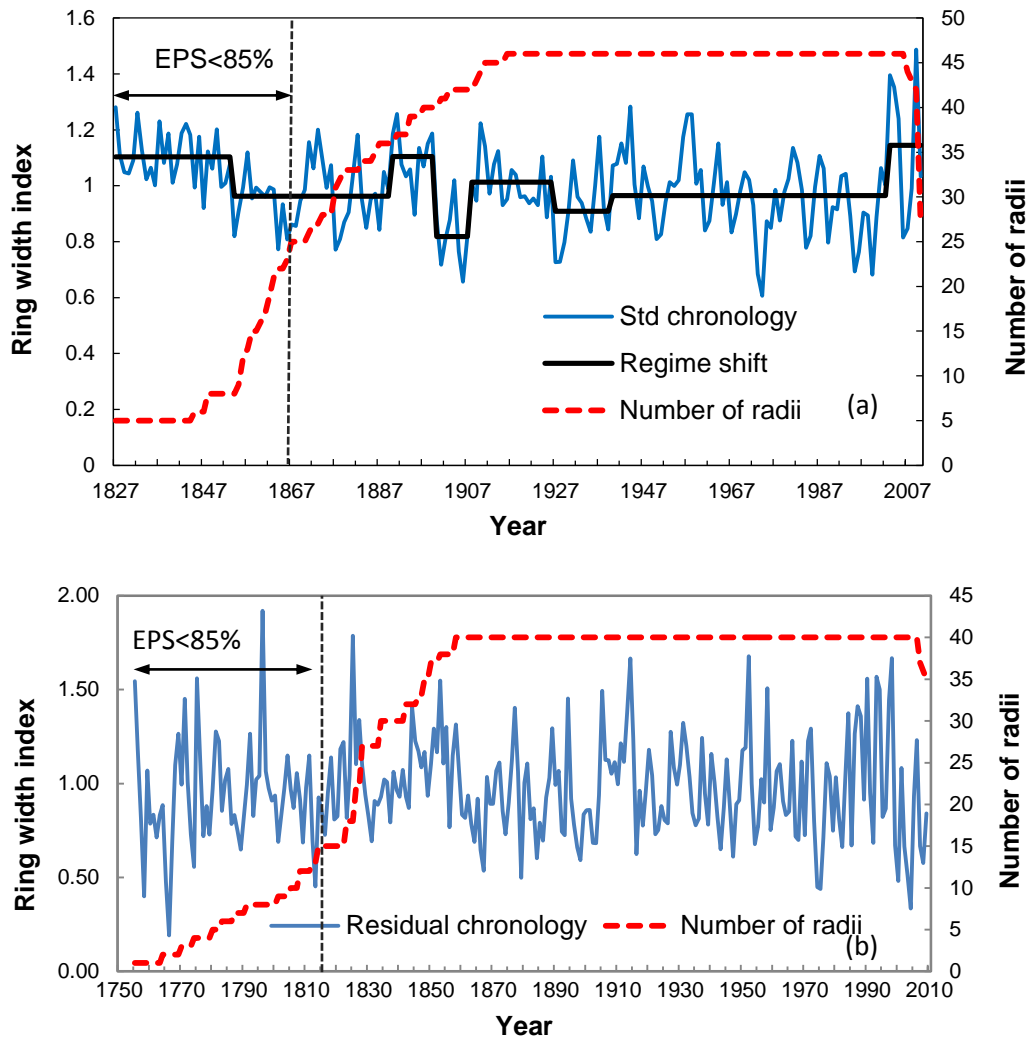 1.6
1.4
1.2
1
0.8
0.6
0.4
0.2
0
Ring width index
EPS<85%
50
45
40
35
30
25
20
15
10
5
0
Number of radii
Std chronology
Regime shift
Number of radii
(a)
1827 1847 1867 1887 1907 1927 1947 1967 1987 2007
Year
2.00
1.50
1.00
0.50
0.00
Ring width index
EPS<85%
45
40
35
30
25
20
15
10
5
0
Number of radii
Residual chronology Number of radii
(b)
1750 1770 1790 1810 1830 1850 1870 1890 1910 1930 1950 1970 1990 2010
Year